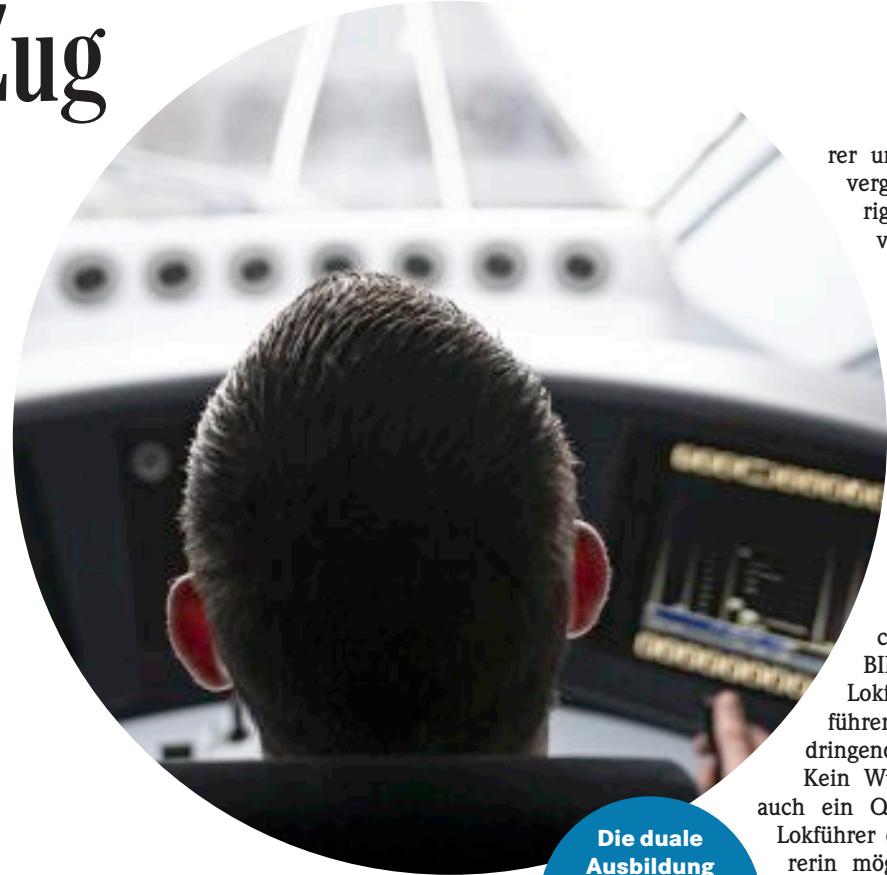 Zug
rer
verg
rig
BI
Lokf
führer
dringend
Kein W
auch ein Q
Lokführer
rerin mög
Die duale
Ausbildung